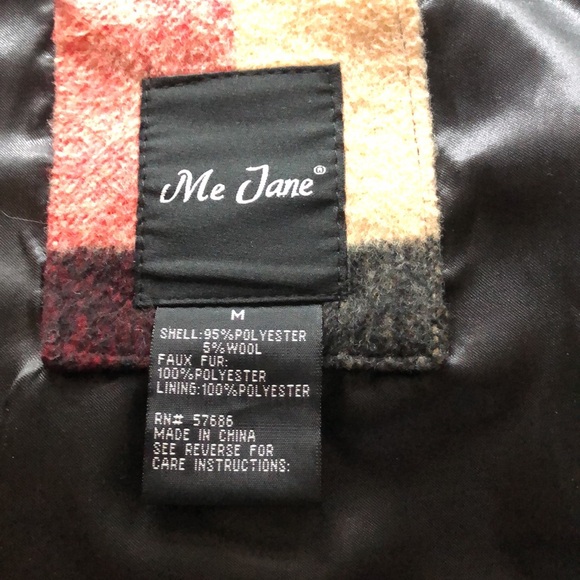 Me Jane®
M
SHELL:95%POLYESTER
5%WOOL
FAUX FUR:
100%POLYESTER
LINING:100%POLYESTER
RN# 57686
MADE IN CHINA
SEE REVERSE FOR
CARE INSTRUCTIONS: